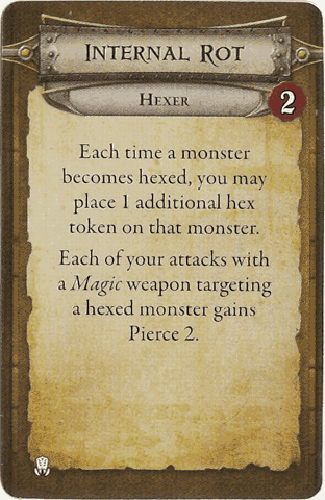 Internal Rot
Hexer
2
Each time a monster
becomes hexed, you may
place 1 additional hex
token on that monster.
Each of your attacks with
a Magic weapon targeting
a hexed monster gains
Pierce 2.